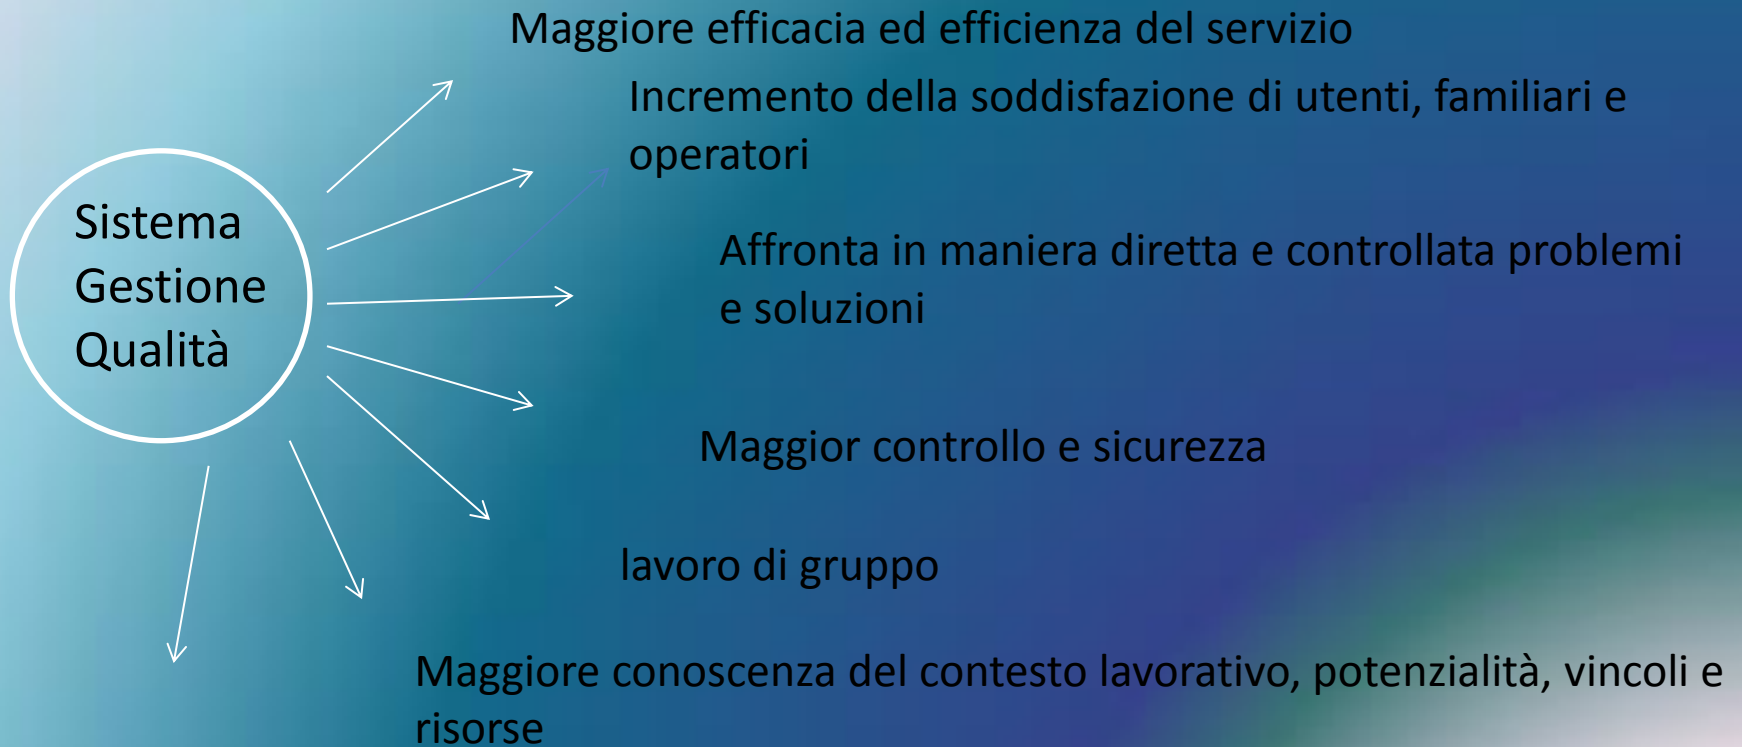 Maggiore efficacia ed efficienza del servizio
Incremento della soddisfazione di utenti, familiari e
operatori
Sistema
Gestione
Qualità
Affronta in maniera diretta e controllata problemi
e soluzioni
Maggior controllo e sicurezza
lavoro di gruppo
Maggiore conoscenza del contesto lavorativo, potenzialità, vincoli e
risorse